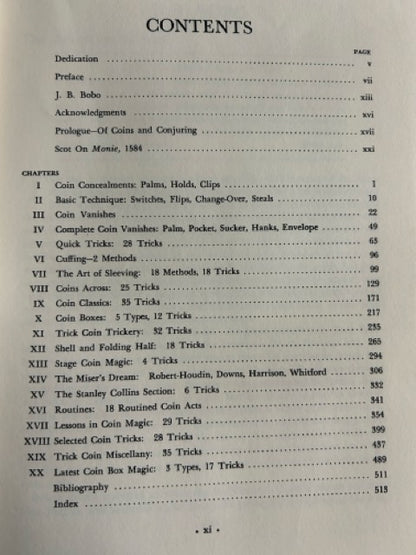 CONTENTS
PAGE
Dedication ........ v
Preface ........ vii
J. B. Bobo ........ xiii
Acknowledgments ........ xvi
Prologue—Of Coins and Conjuring ........ xvii
Scot On Monie, 1584 ........ xxi
CHAPTERS
I Coin Concealments: Palms, Holds, Clips ........ 1
II Basic Technique: Switches, Flips, Change-Over, Steals ........ 10
III Coin Vanishes ........ 22
IV Complete Coin Vanishes: Palm, Pocket, Sucker, Hanks, Envelope ........ 49
V Quick Tricks: 28 Tricks ........ 63
VI Cuffing—2 Methods ........ 96
VII The Art of Sleeving: 18 Methods, 18 Tricks ........ 99
VIII Coins Across: 25 Tricks ........ 129
IX Coin Classics: 35 Tricks ........ 171
X Coin Boxes: 5 Types, 12 Tricks ........ 217
XI Trick Coin Trickery: 32 Tricks ........ 235
XII Shell and Folding Half: 18 Tricks ........ 265
XIII Stage Coin Magic: 4 Tricks ........ 294
XIV The Miser's Dream: Robert-Houdin, Downs, Harrison, Whitford ........ 306
XV The Stanley Collins Section: 6 Tricks ........ 332
XVI Routines: 18 Routined Coin Acts ........ 341
XVII Lessons in Coin Magic: 29 Tricks ........ 354
XVIII Selected Coin Tricks: 28 Tricks ........ 399
XIX Trick Coin Miscellany: 35 Tricks ........ 437
XX Latest Coin Box Magic: 3 Types, 17 Tricks ........ 489
Bibliography ........ 511
Index ........ 513
• xi •